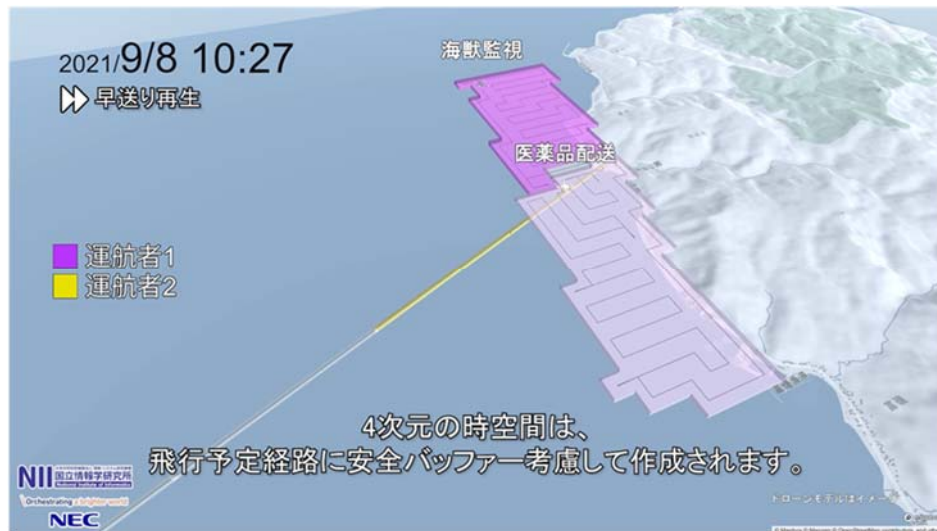 2021/9/8 10:27
早送り再生
海獣監視
医薬品配送
運航者1
運航者2
4次元の時空間は、
飛行予定経路に安全バッファー考慮して作成されます。
NII 国立情報学研究所
National Institute of Informatics
Orchestrating a brighter world
NEC
ドローンモデルはイメージ